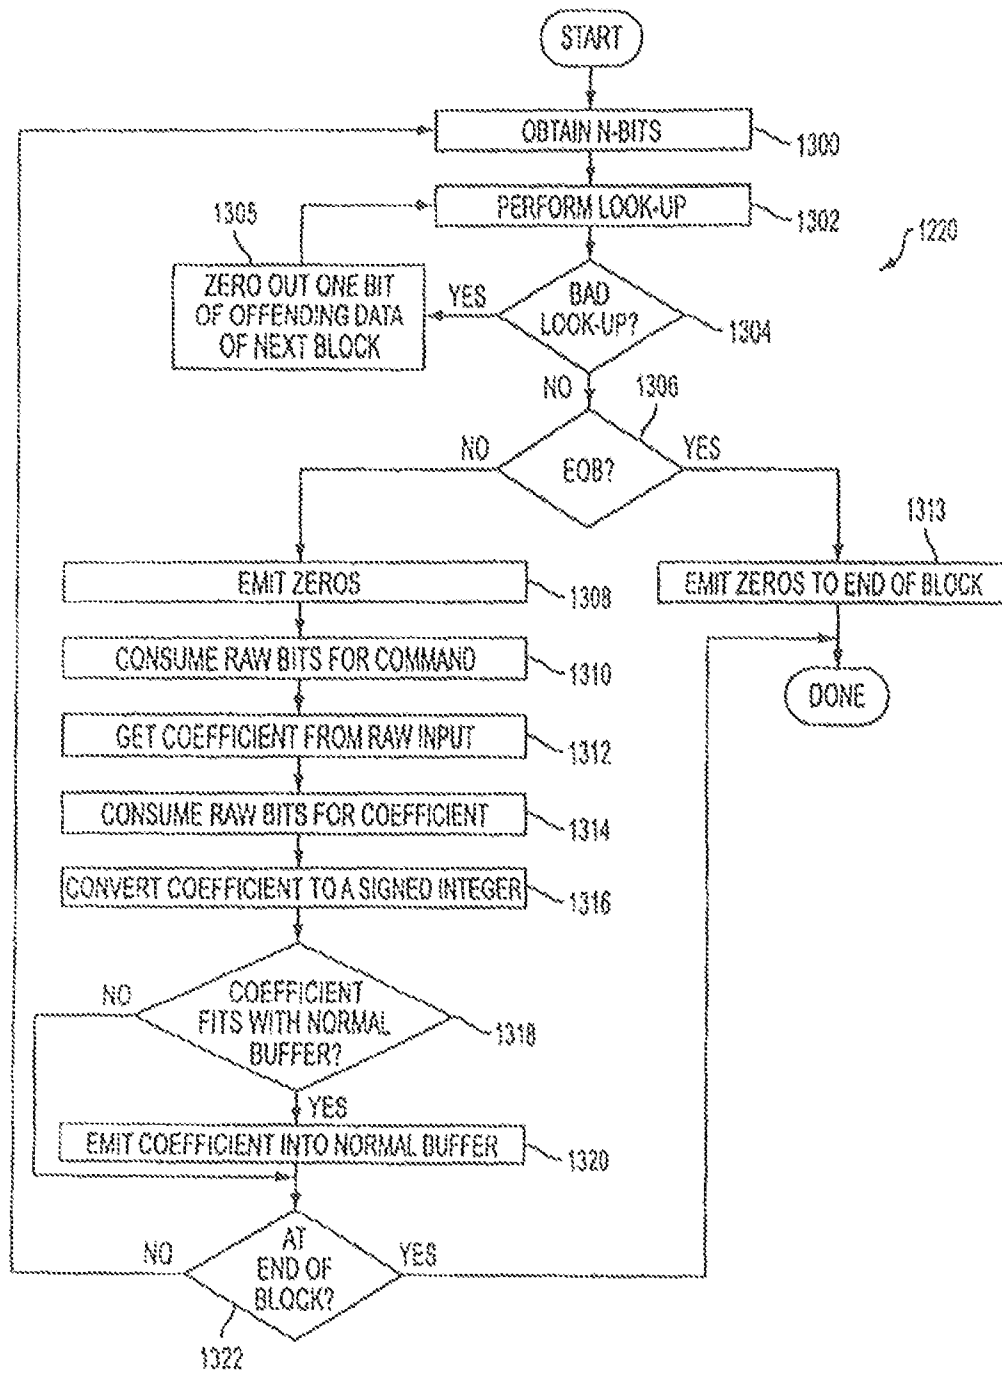 START
OBTAIN N-BITS
1300
PERFORM LOOK-UP
1302
1220
1305
ZERO OUT ONE BIT
OF OFFENDING DATA
OF NEXT BLOCK
YES
BAD
LOOK-UP?
1304
NO
1306
NO
EOB?
YES
1313
EMIT ZEROS
1308
EMIT ZEROS TO END OF BLOCK
CONSUME RAW BITS FOR COMMAND
1310
DONE
GET COEFFICIENT FROM RAW INPUT
1312
CONSUME RAW BITS FOR COEFFICIENT
1314
CONVERT COEFFICIENT TO A SIGNED INTEGER
1316
NO
COEFFICIENT
FITS WITH NORMAL
BUFFER?
1318
YES
EMIT COEFFICIENT INTO NORMAL BUFFER
1320
NO
AT
END OF
BLOCK?
YES
1322